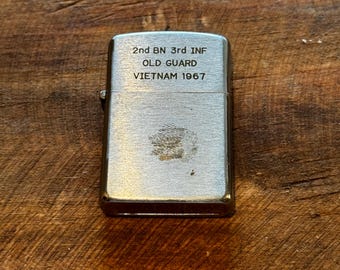 2nd BN 3rd INF
OLD GUARD
VIETNAM 1967